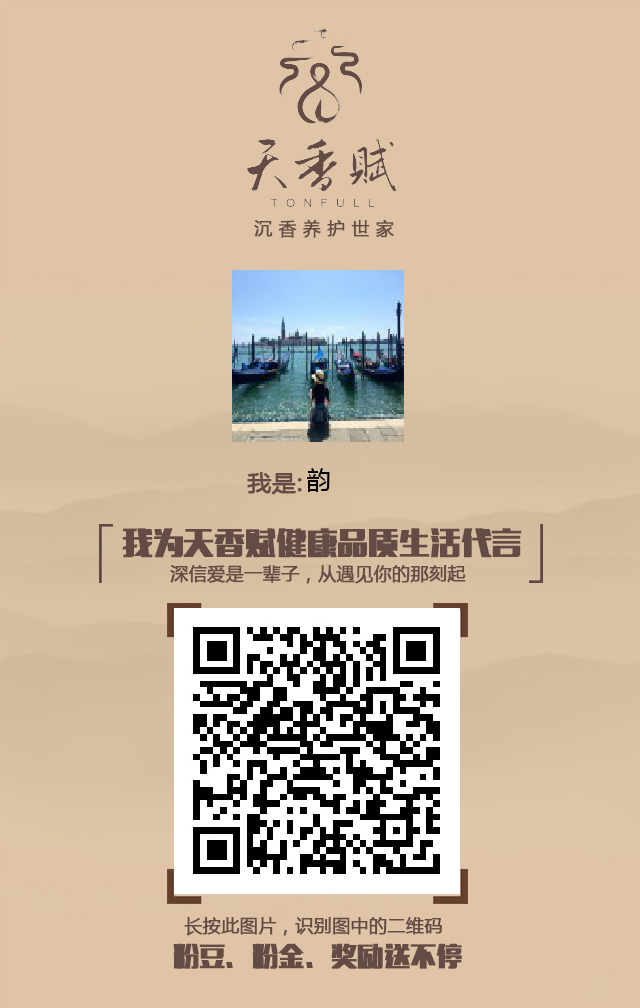 天香赋
TONFULL
沉香养护世家
我是:韵
我为天香赋健康品质生活代言
深信爱是一辈子，从遇见你的那刻起
长按此图片，识别图中的二维码
粉豆、粉金、奖励送不停